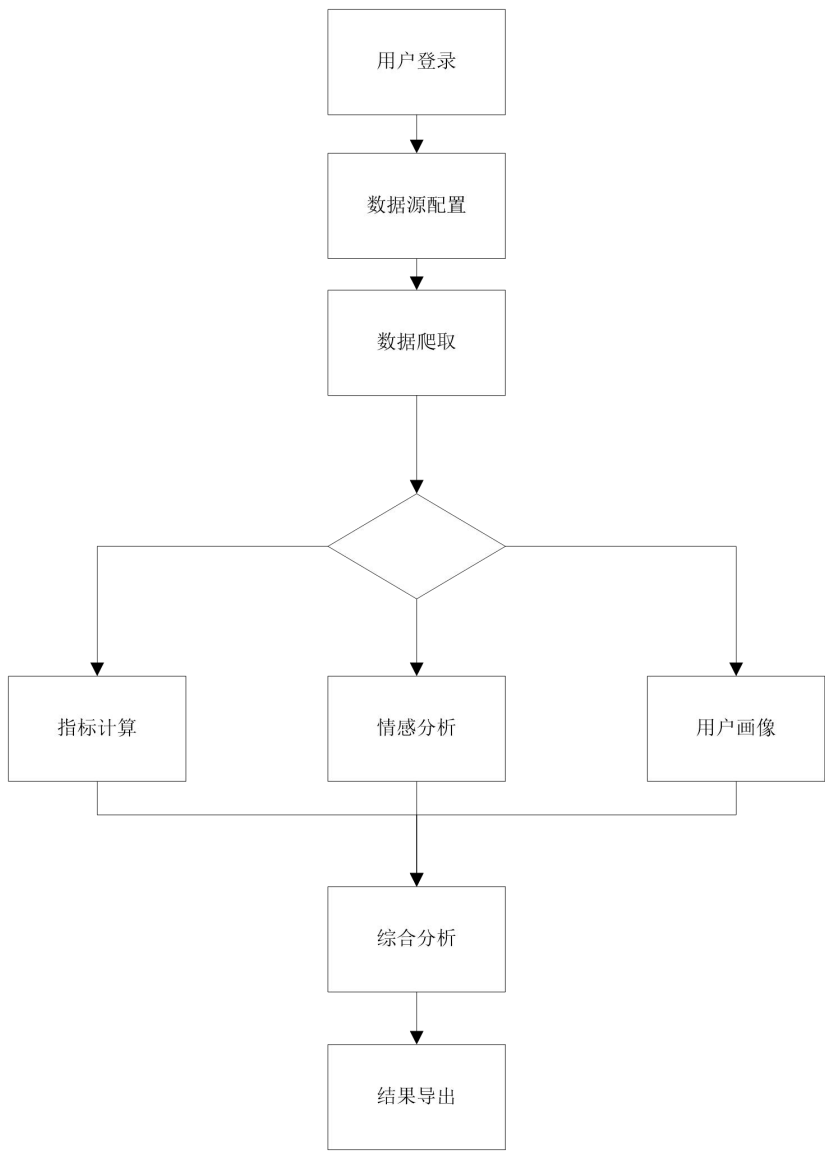 用户登录
数据源配置
数据爬取
指标计算
情感分析
用户画像
综合分析
结果导出